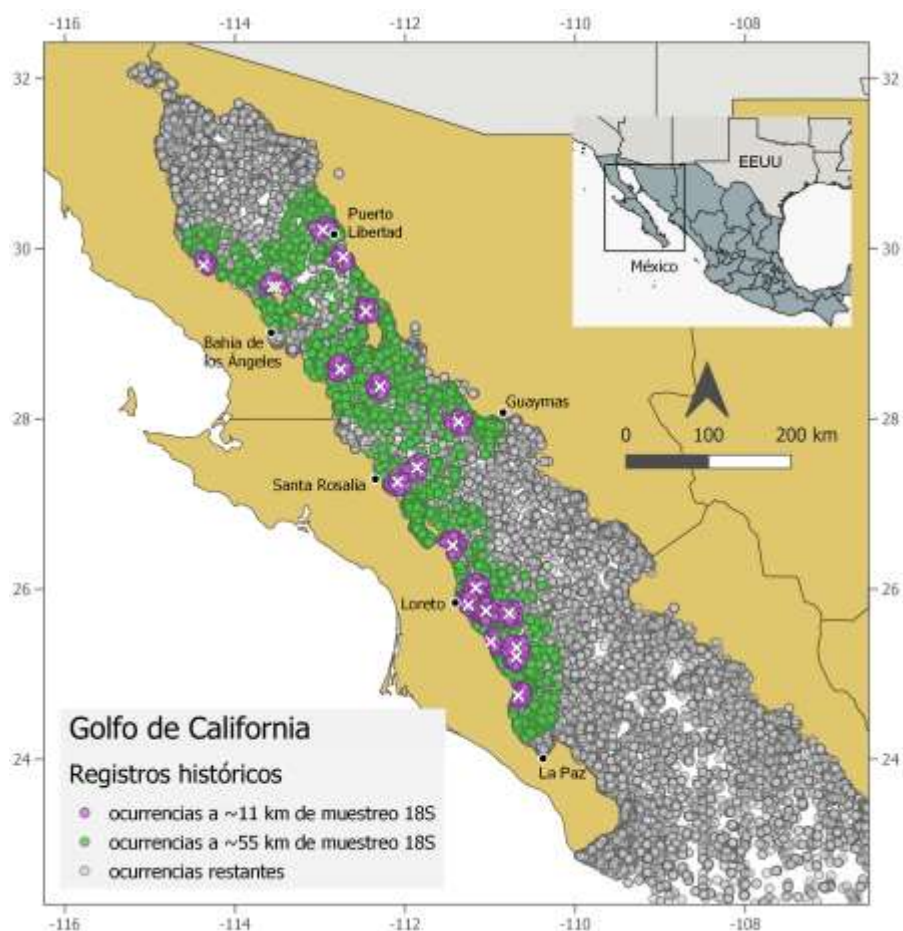 -116
-114
-112
-110
-108
32
32
EEUU
México
Puerto
Libertad
30
30
Bahia de
los Ángeles
28
28
Guaymas
0
100
200 km
Santa Rosalia
26
26
Loreto
24
24
La Paz
Golfo de California
Registros históricos
ocurrencias a ~11 km de muestreo 18S
ocurrencias a ~55 km de muestreo 18S
ocurrencias restantes
-116
-114
-112
-110
-108